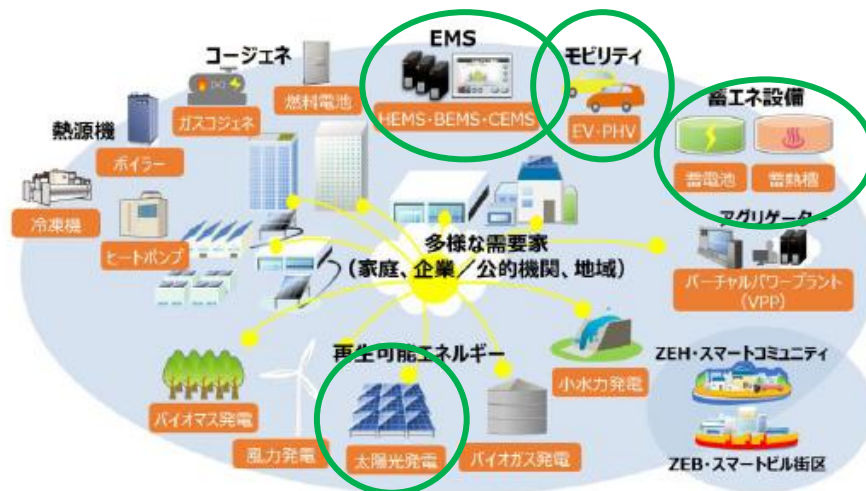 コージェネ
EMS
モビリティ
ガスコジェネ
燃料電池
HEMS・BEMS・CEMS
EV・PHV
蓄エネ設備
熱源機
ボイラー
蓄電池
蓄熱槽
冷凍機
ヒートポンプ
アグリゲーター
多様な需要家
(家庭、企業／公的機関、地域)
バーチャルパワープラント
(VPP)
再生可能エネルギー
小水力発電
ZEH・スマートコミュニティ
バイオマス発電
風力発電
太陽光発電
バイオガス発電
ZEB・スマートビル街区